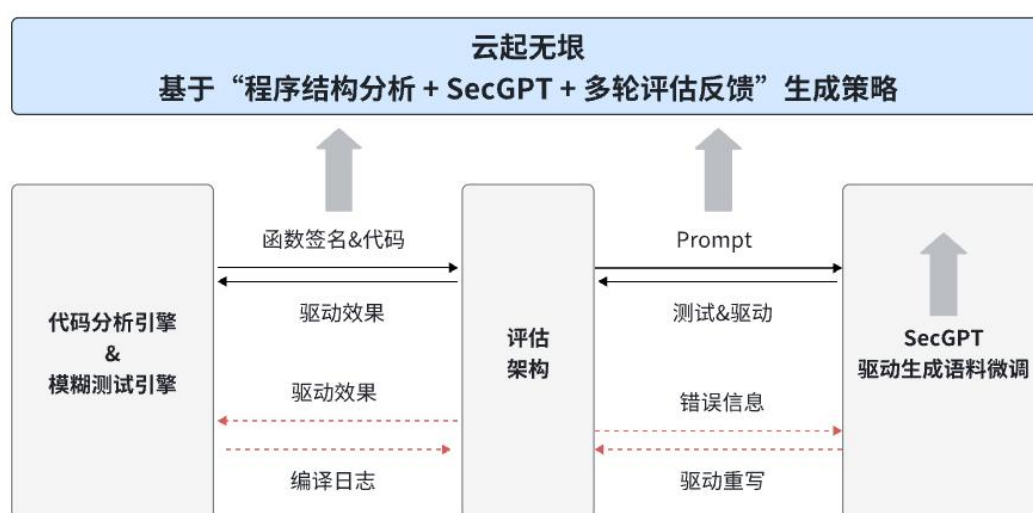 云起无垠
基于“程序结构分析 + SecGPT + 多轮评估反馈”生成策略
函数签名&代码
Prompt
驱动效果
测试&驱动
代码分析引擎
&
模糊测试引擎
评估
架构
SecGPT
驱动生成语料微调
驱动效果
错误信息
编译日志
驱动重写